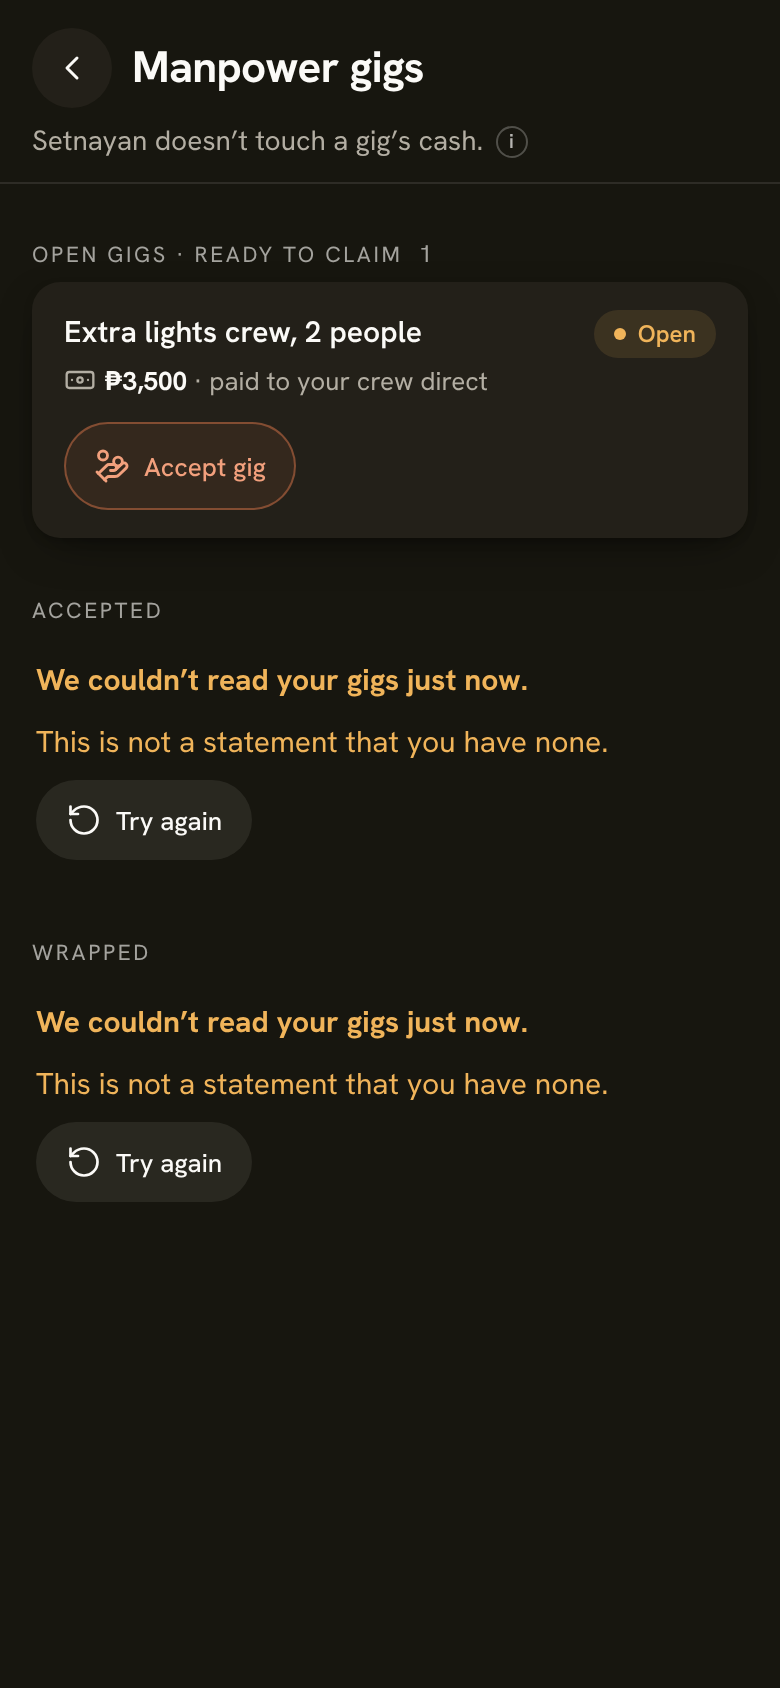 Manpower gigs
Setnayan doesn’t touch a gig’s cash. i
OPEN GIGS · READY TO CLAIM 1
Extra lights crew, 2 people
Open
₱3,500 · paid to your crew direct
Accept gig
ACCEPTED
We couldn’t read your gigs just now.
This is not a statement that you have none.
Try again
WRAPPED
We couldn’t read your gigs just now.
This is not a statement that you have none.
Try again